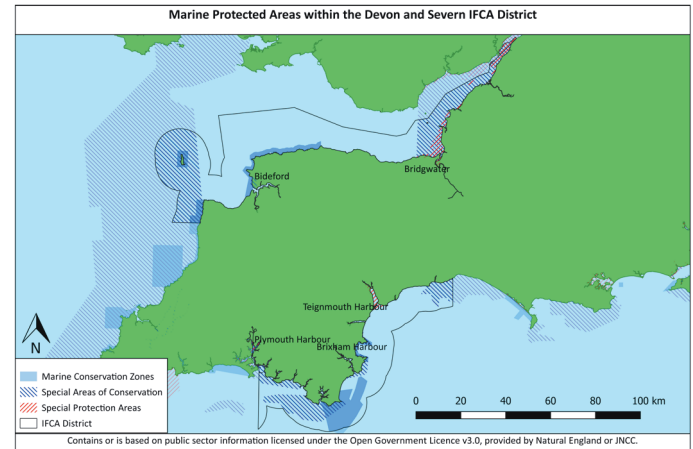 Marine Protected Areas within the Devon and Severn IFCA District
Bideford
Bridgwater
Teignmouth Harbour
Plymouth Harbour
Brixham Harbour
N
Marine Conservation Zones
Special Areas of Conservation
Special Protection Areas
IFCA District
0 20 40 60 80 100 km
Contains or is based on public sector information licensed under the Open Government Licence v3.0, provided by Natural England or JNCC.